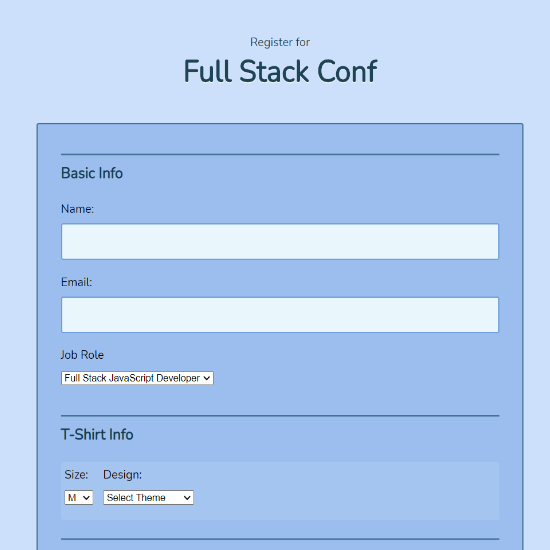 Register for
Full Stack Conf
Basic Info
Name:
Email:
Job Role
Full Stack JavaScript Developer
T-Shirt Info
Size: Design:
M Select Theme